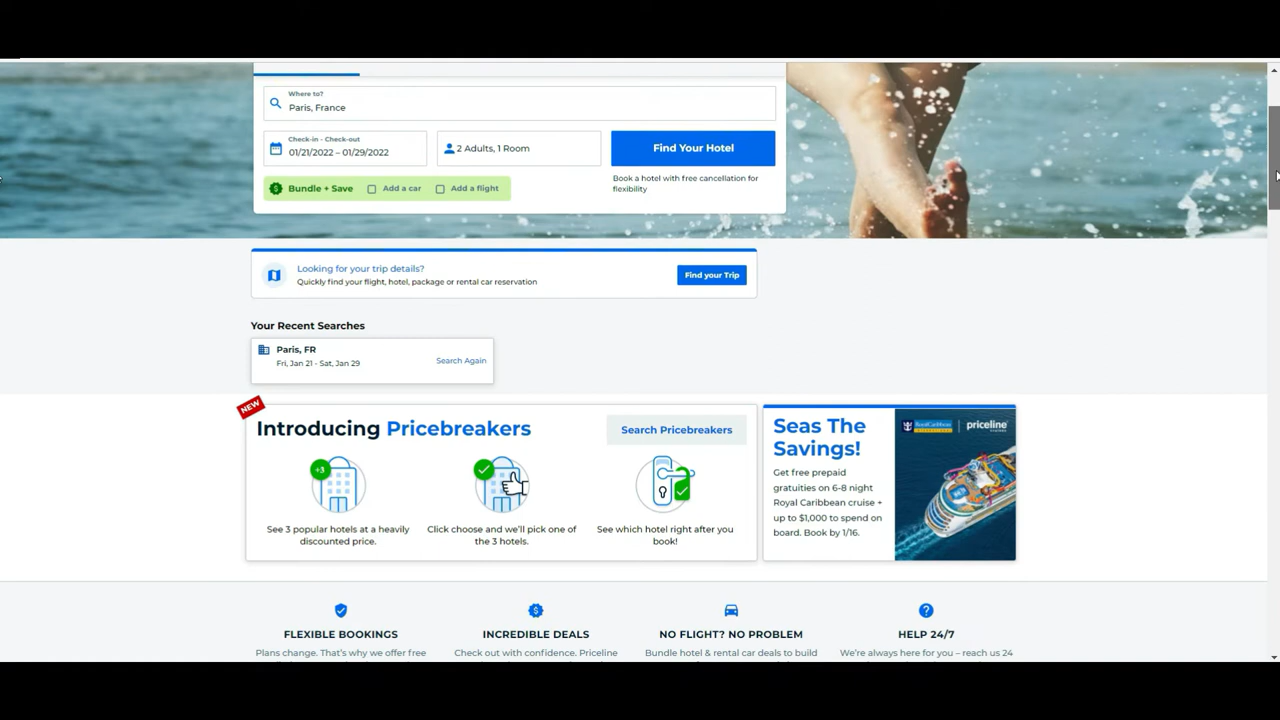 Where to?
Paris, France
Check-in - Check-out
01/21/2022 – 01/29/2022
2 Adults, 1 Room
Find Your Hotel
Bundle + Save
Add a car
Add a flight
Book a hotel with free cancellation for
flexibility
Looking for your trip details?
Quickly find your flight, hotel, package or rental car reservation
Find your Trip
Your Recent Searches
Paris, FR
Fri, Jan 21 - Sat, Jan 29
Search Again
NEW
Introducing Pricebreakers
Search Pricebreakers
+3
See 3 popular hotels at a heavily
discounted price.
Click choose and we'll pick one of
the 3 hotels.
See which hotel right after you
book!
Seas The
Savings!
Get free prepaid
gratuities on 6-8 night
Royal Caribbean cruise +
up to $1,000 to spend on
board. Book by 1/16.
RoyalCaribbean
priceline
FLEXIBLE BOOKINGS
Plans change. That's why we offer free
INCREDIBLE DEALS
Check out with confidence. Priceline
NO FLIGHT? NO PROBLEM
Bundle hotel & rental car deals to build
HELP 24/7
We're always here for you – reach us 24